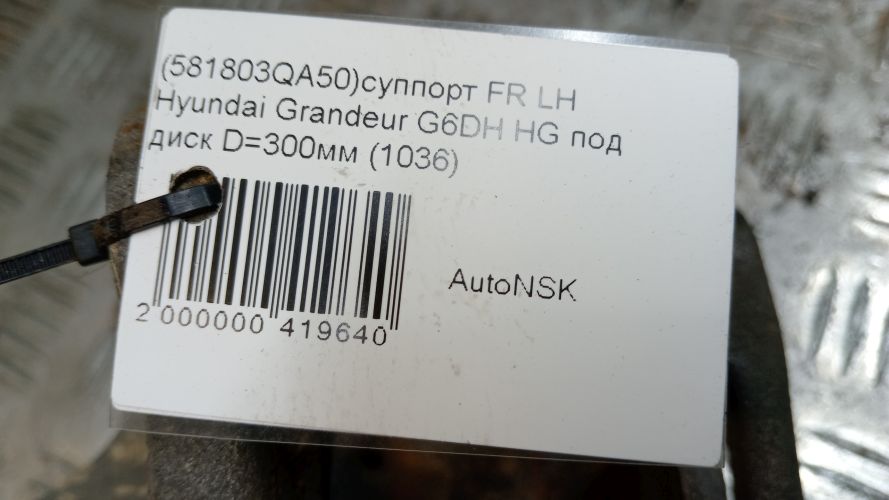 (581803QA50)суппорт FR LH
Hyundai Grandeur G6DH HG под
диск D=300мм (1036)
AutoNSK
2 000000 419640